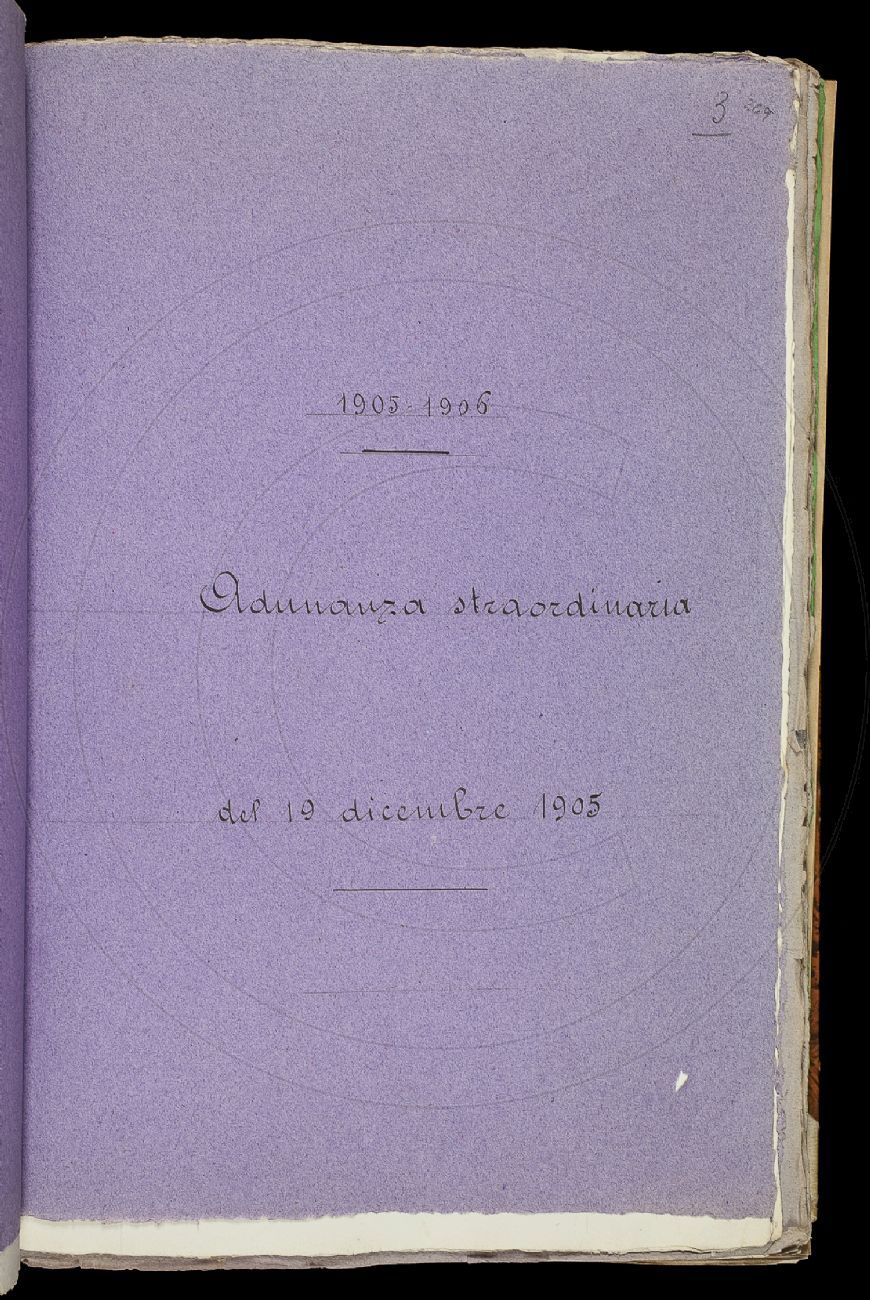 3
1905-1906
Adunanza straordinaria
del 19 dicembre 1905